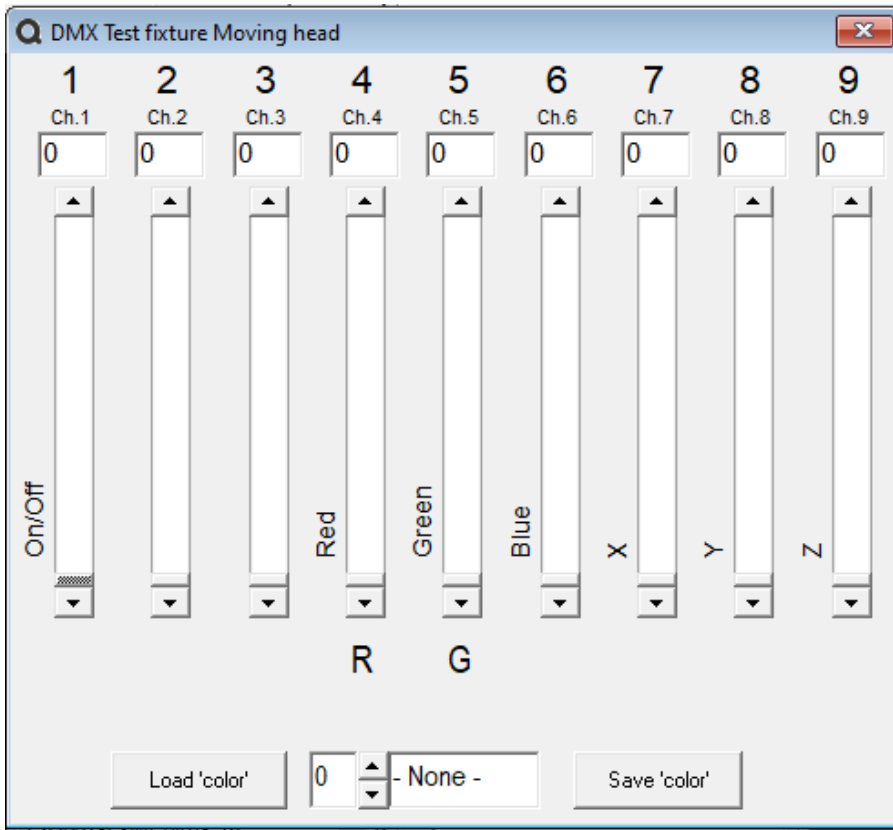 DMX Test fixture Moving head
1 2 3 4 5 6 7 8 9
Ch.1 Ch.2 Ch.3 Ch.4 Ch.5 Ch.6 Ch.7 Ch.8 Ch.9
0 0 0 0 0 0 0 0 0
On/Off Red Green Blue X Y Z
R G
Load 'color' 0 - None - Save 'color'